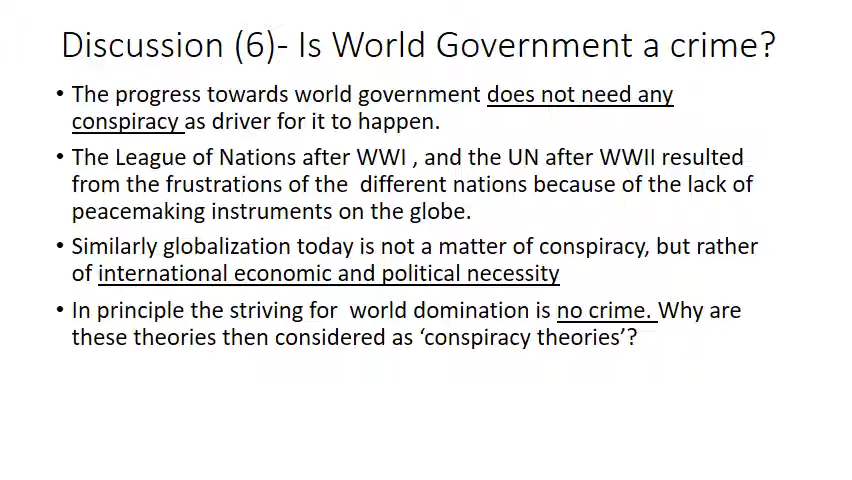 Discussion (6)- Is World Government a crime?
• The progress towards world government does not need any
conspiracy as driver for it to happen.
• The League of Nations after WWI , and the UN after WWII resulted
from the frustrations of the  different nations because of the lack of
peacemaking instruments on the globe.
• Similarly globalization today is not a matter of conspiracy, but rather
of international economic and political necessity
• In principle the striving for  world domination is no crime. Why are
these theories then considered as ‘conspiracy theories’?